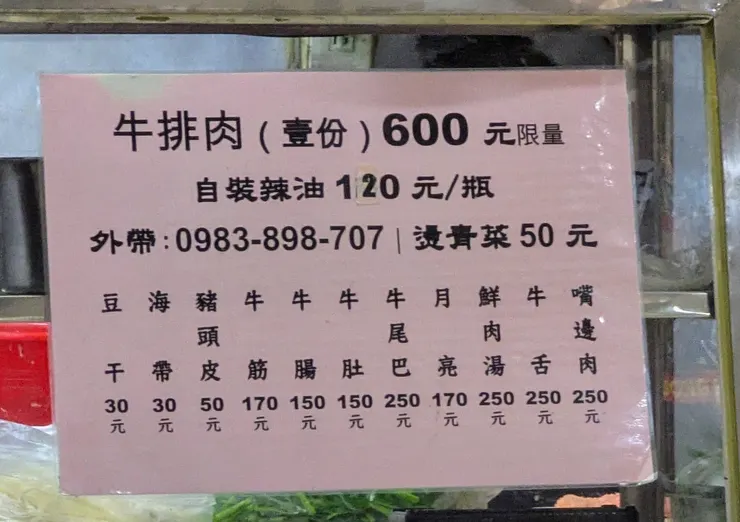 牛排肉（壹份）600 元限量
自裝辣油 120 元/瓶
外帶：0983-898-707 | 燙青菜 50 元
豆干 30元
海帶 30元
豬頭皮 50元
牛筋 170元
牛腸 150元
牛肚 150元
牛尾巴 250元
月亮 170元
鮮肉湯 250元
牛舌 250元
嘴邊肉 250元